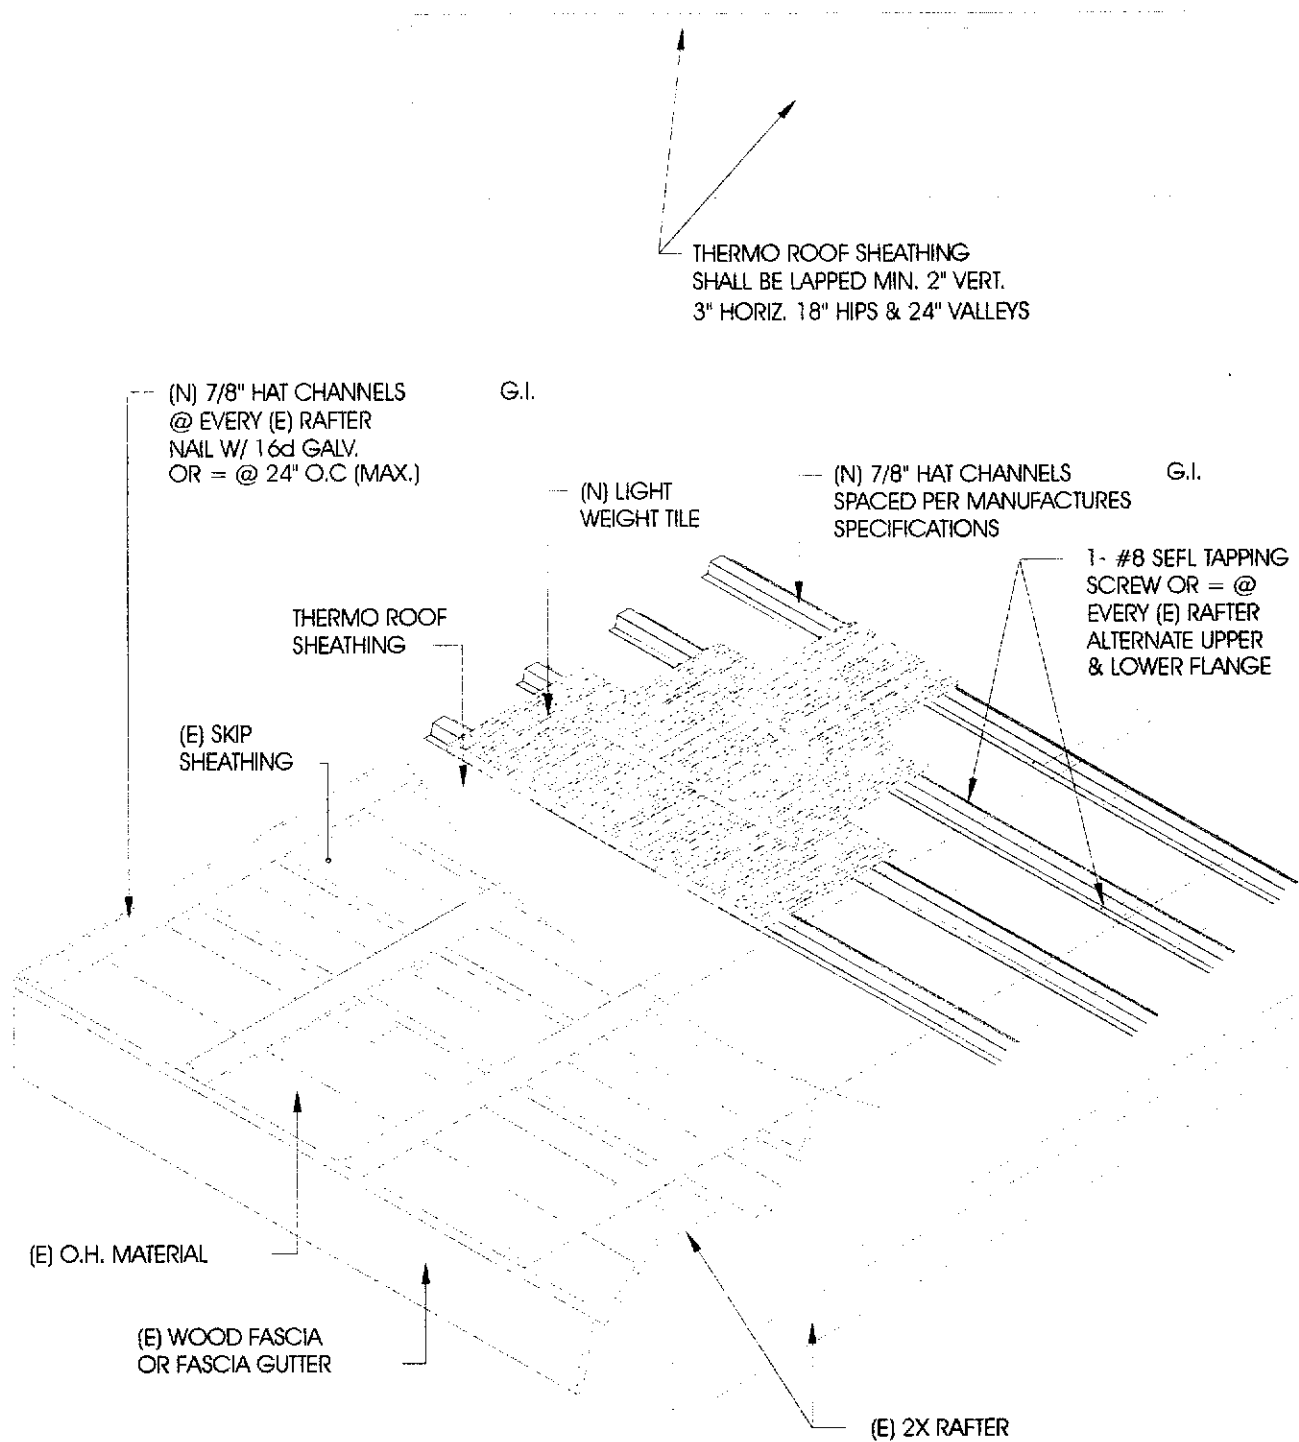 THERMO ROOF SHEATHING
SHALL BE LAPPED MIN. 2" VERT.
3" HORIZ. 18" HIPS & 24" VALLEYS
(N) 7/8" HAT CHANNELS G.I.
@ EVERY (E) RAFTER
NAIL W/ 16d GALV.
OR = @ 24" O.C (MAX.)
(N) LIGHT
WEIGHT TILE
(N) 7/8" HAT CHANNELS G.I.
SPACED PER MANUFACTURES
SPECIFICATIONS
1- #8 SEFL TAPPING
SCREW OR = @
EVERY (E) RAFTER
ALTERNATE UPPER
& LOWER FLANGE
THERMO ROOF
SHEATHING
(E) SKIP
SHEATHING
(E) O.H. MATERIAL
(E) WOOD FASCIA
OR FASCIA GUTTER
(E) 2X RAFTER